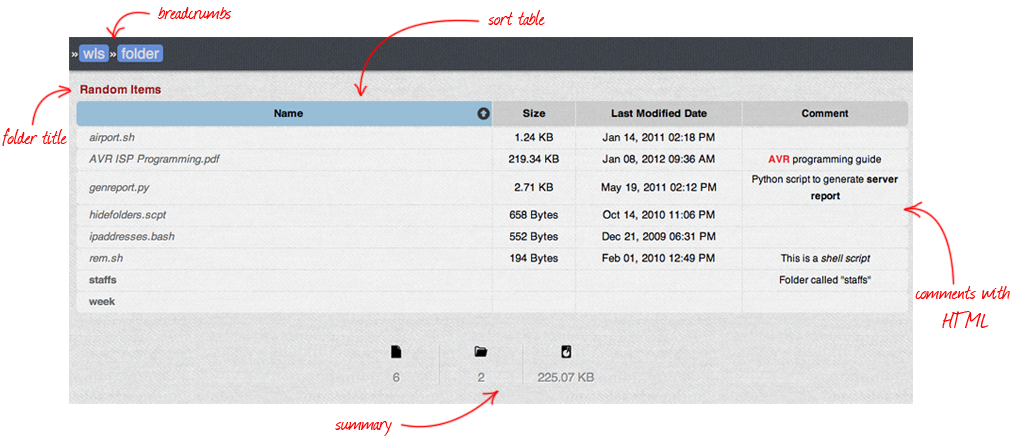 breadcrumbs
sort table
» wls » folder
Random Items
folder title
Name Size Last Modified Date Comment
airport.sh 1.24 KB Jan 14, 2011 02:18 PM
AVR ISP Programming.pdf 219.34 KB Jan 08, 2012 09:36 AM AVR programming guide
genreport.py 2.71 KB May 19, 2011 02:12 PM Python script to generate server
report
hidefolders.scpt 658 Bytes Oct 14, 2010 11:06 PM
ipaddresses.bash 552 Bytes Dec 21, 2009 06:31 PM
rem.sh 194 Bytes Feb 01, 2010 12:49 PM This is a shell script
staffs Folder called "staffs"
week
comments with
HTML
6 2 225.07 KB
summary